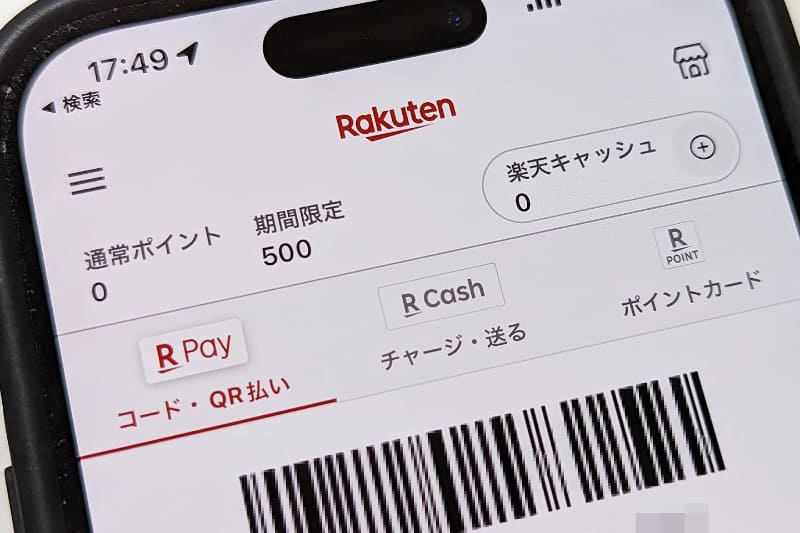 17:49
◀ 検索
Rakuten
楽天キャッシュ
0
通常ポイント
0
期間限定
500
R Pay
コード・QR払い
R Cash
チャージ・送る
R
POINT
ポイントカード